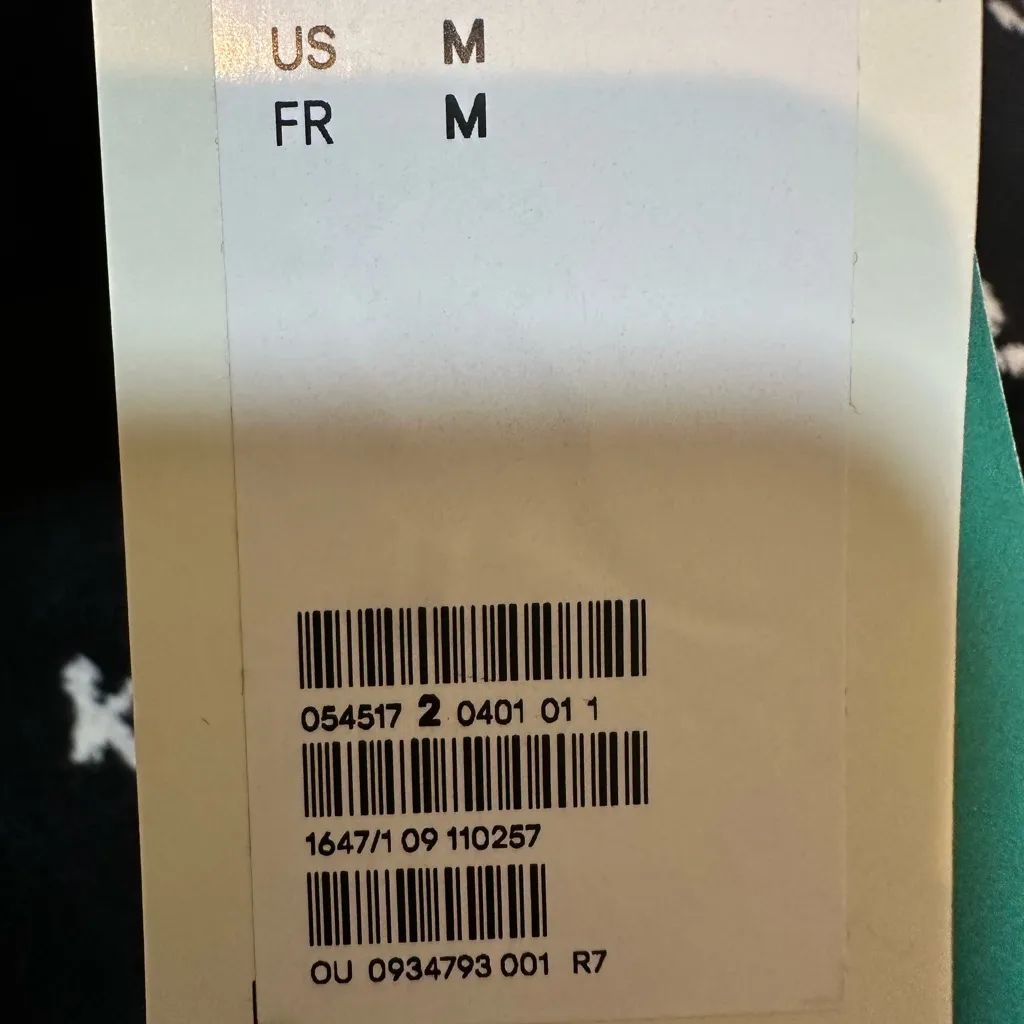 US M
FR M
054517 2 0401 01 1
1647/1 09 110257
OU 0934793 001 R7
K